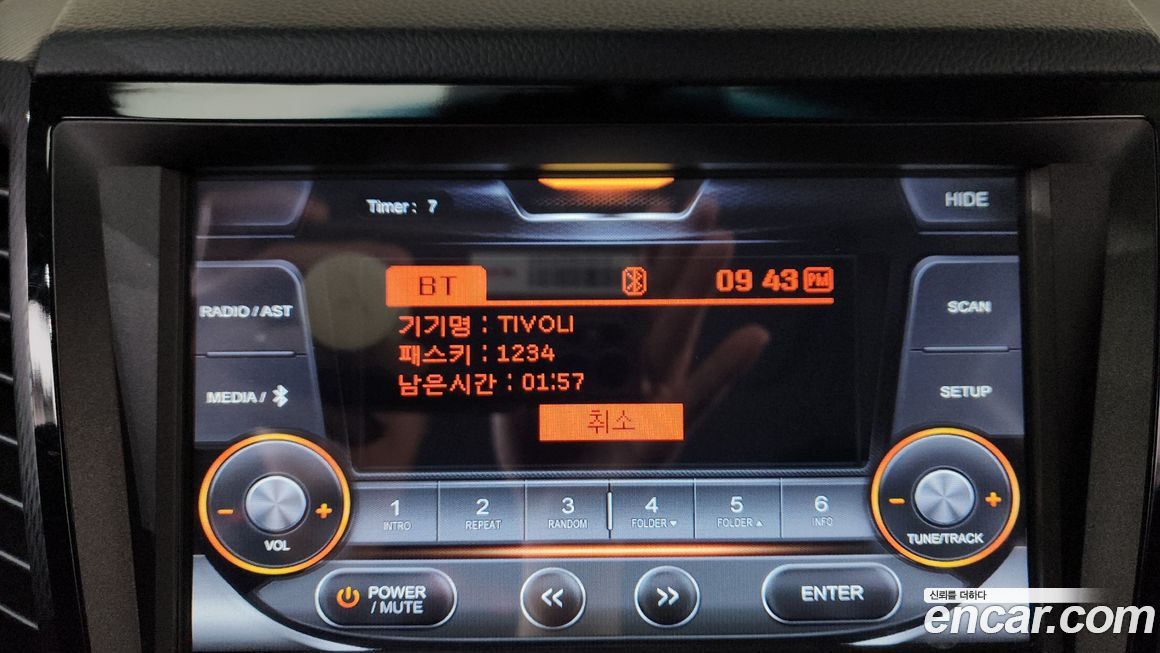 Timer : 7
HIDE
BT
09 43 PM
RADIO / AST
SCAN
기기명 : TIVOLI
패스키 : 1234
남은시간 : 01:57
MEDIA /
SETUP
취소
1
INTRO
2
REPEAT
3
RANDOM
4
FOLDER ▼
5
FOLDER ▲
6
INFO
− +
VOL
− +
TUNE/TRACK
POWER
/ MUTE
<<
>>
ENTER
신뢰를 더하다
encar.com